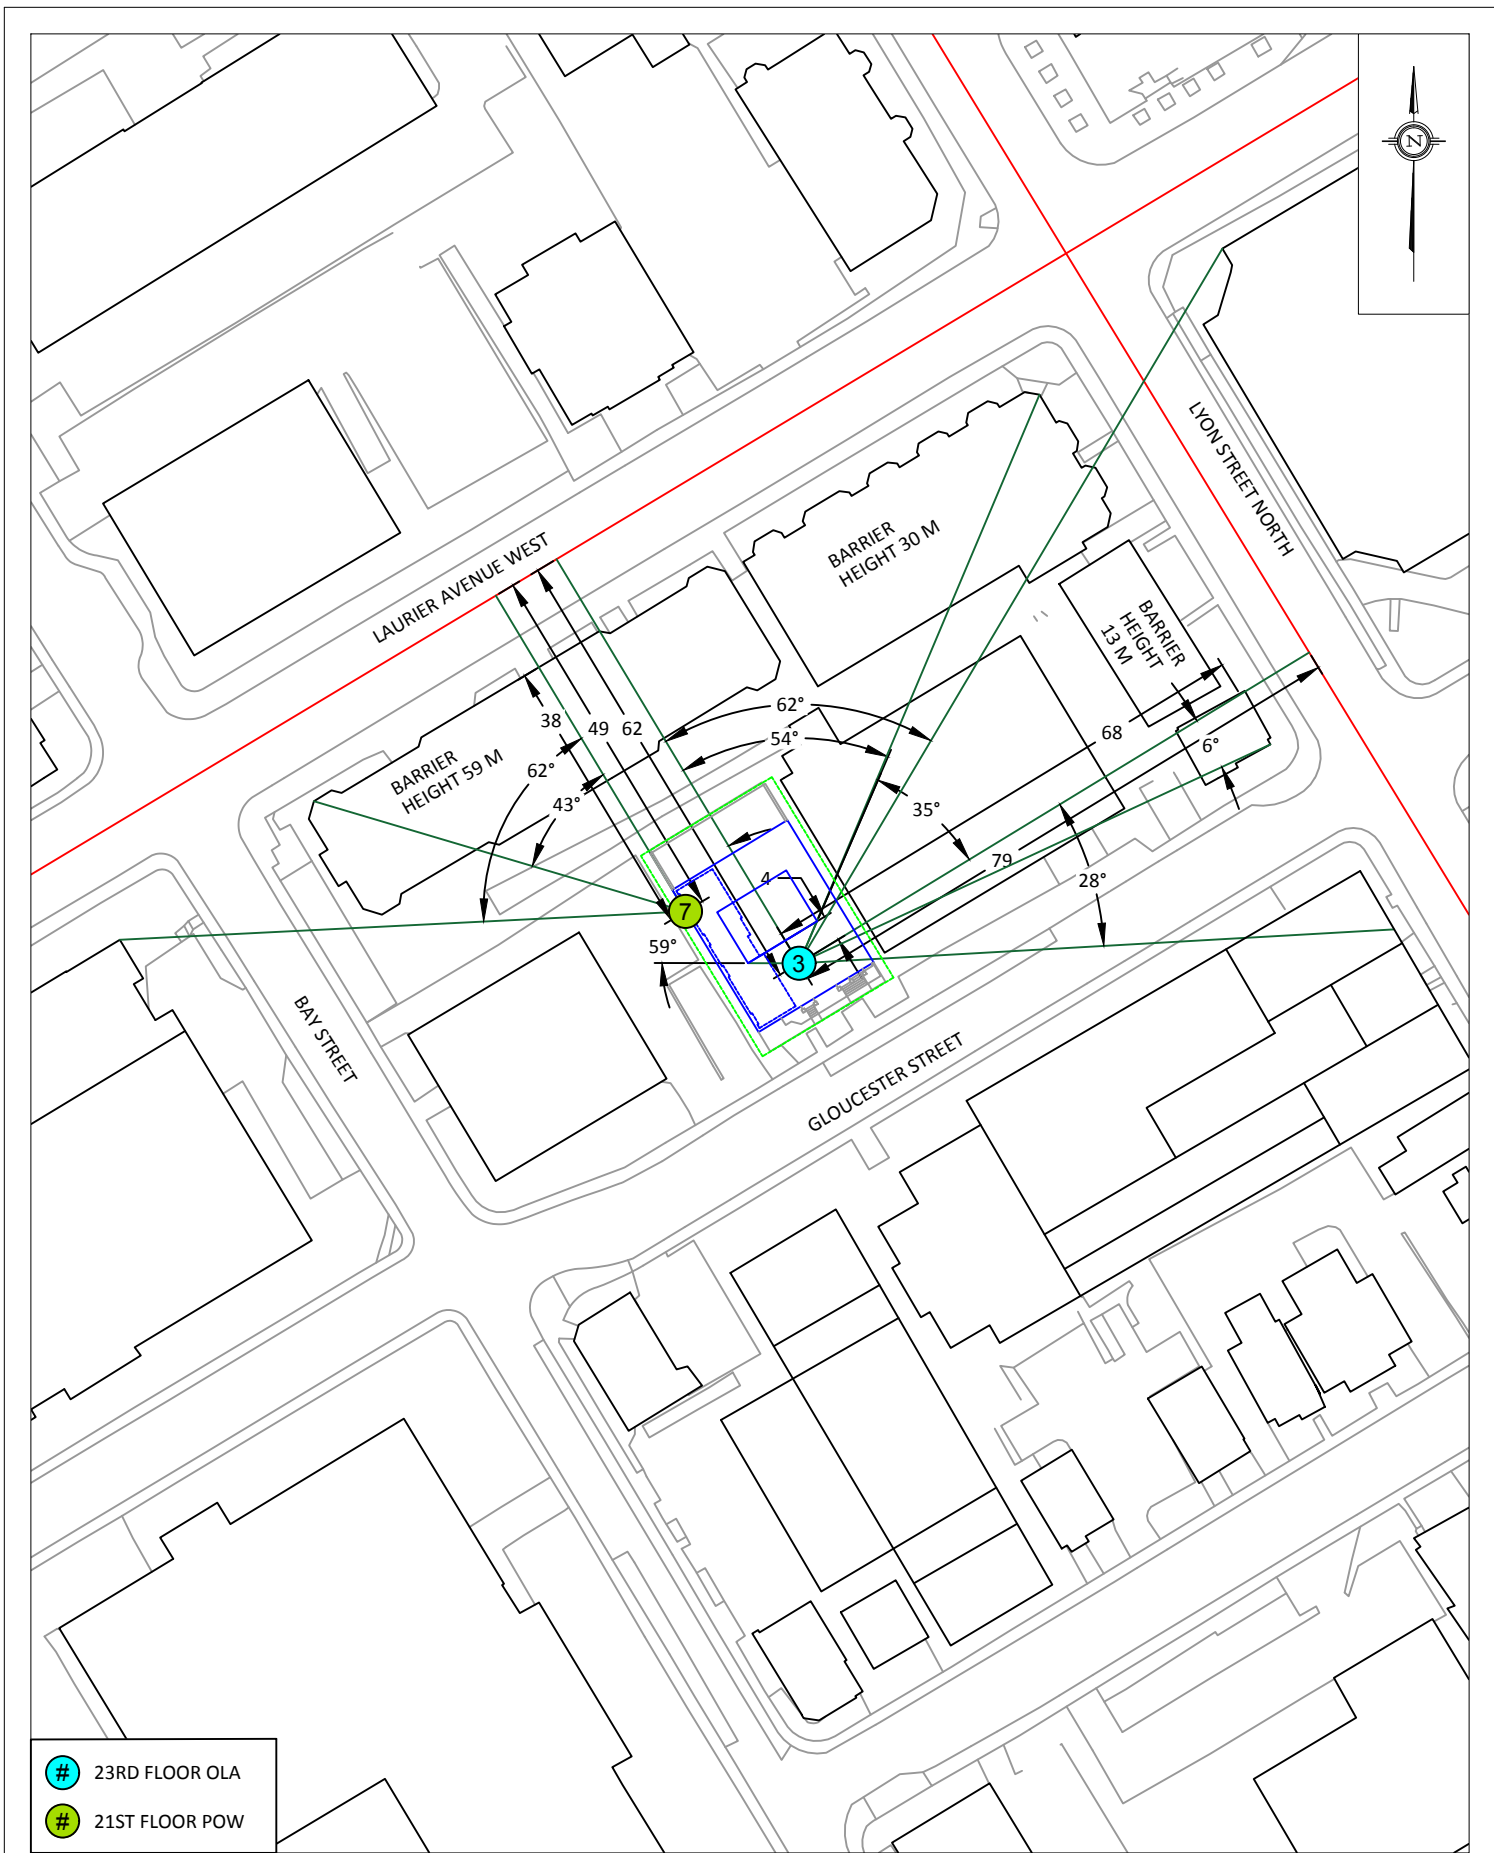 N
LYON STREET NORTH
BARRIER
HEIGHT 30 M
LAURIER AVENUE WEST
BARRIER
HEIGHT
13 M
BARRIER
HEIGHT 59 M
38
49
62
62°
54°
68
6°
62°
43°
35°
79
28°
4
7
3
59°
BAY STREET
GLOUCESTER STREET
# 23RD FLOOR OLA
# 21ST FLOOR POW